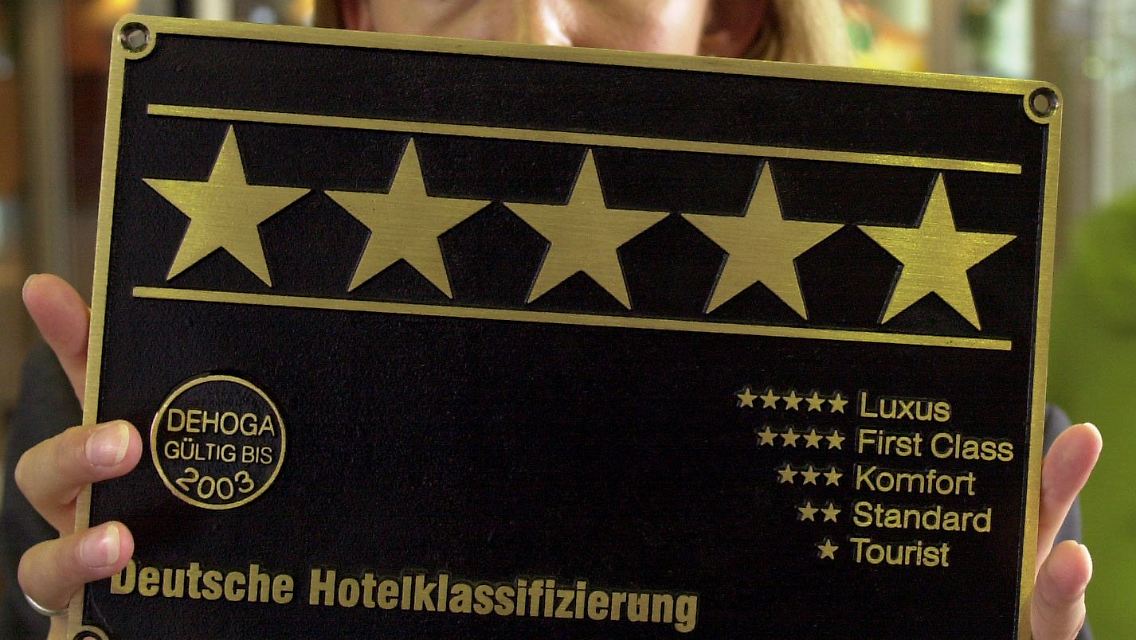 DEHOGA
GÜLTIG BIS
2003
★★★★★ Luxus
★★★★ First Class
★★★ Komfort
★★ Standard
★ Tourist
Deutsche Hotelklassifizierung